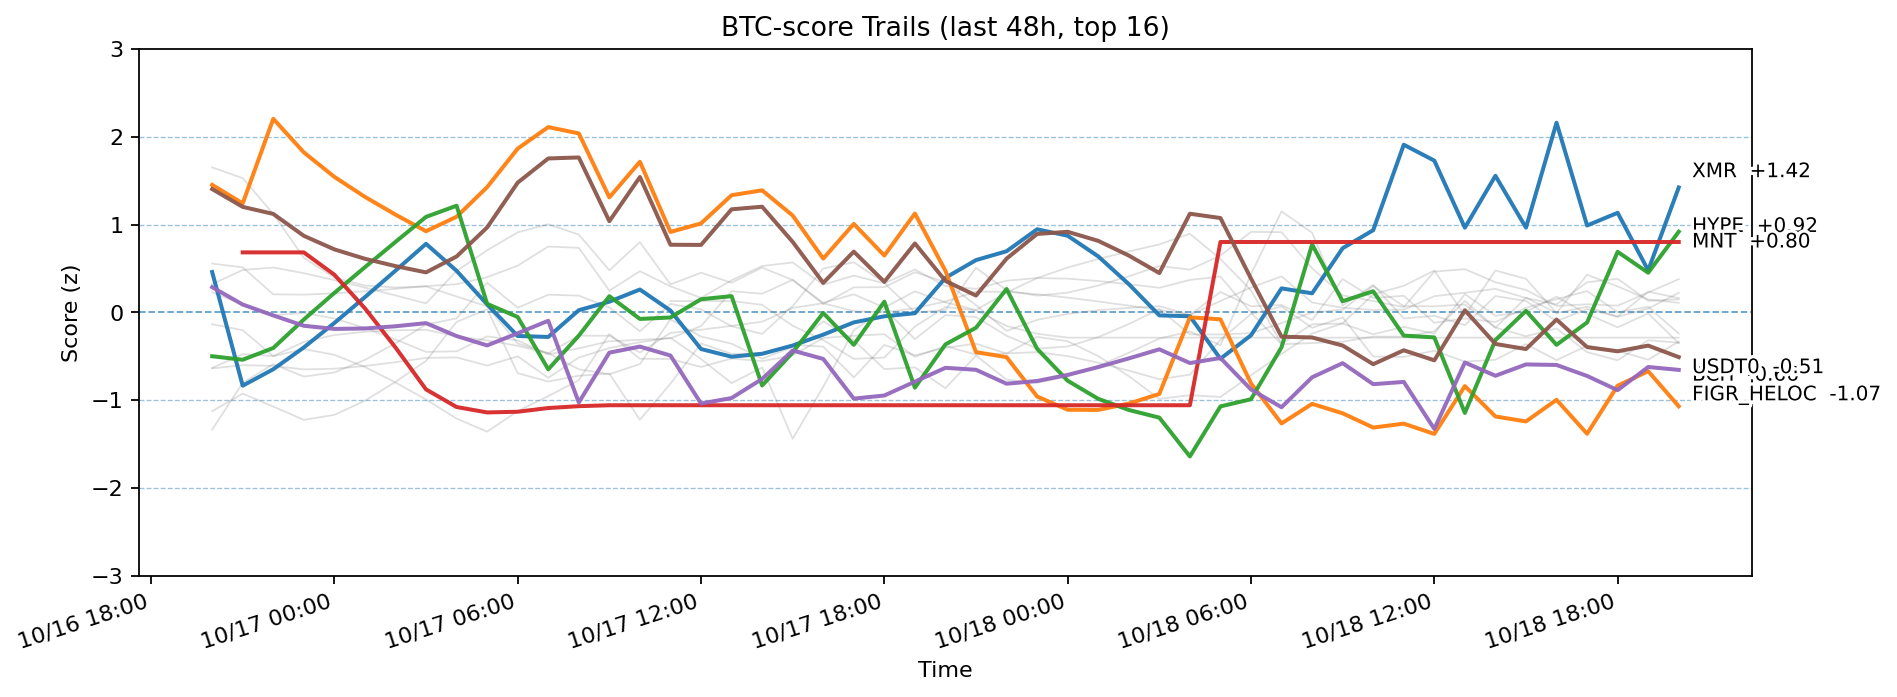 BTC-score Trails (last 48h, top 16)
Score (z)
3
2
1
0
−1
−2
−3
XMR +1.42
HYPE +0.92
MNT +0.80
USDT0 -0.51
FIGR_HELOC -1.07
10/16 18:00
10/17 00:00
10/17 06:00
10/17 12:00
10/17 18:00
10/18 00:00
10/18 06:00
10/18 12:00
10/18 18:00
Time